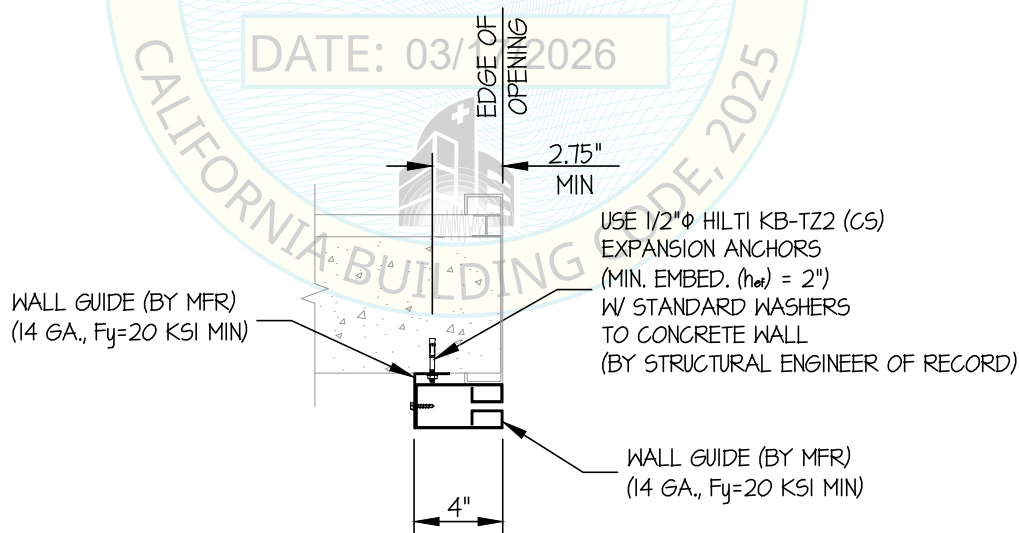 DATE: 03/17/2026
CALIFORNIA BUILDING CODE, 2025
EDGE OF
OPENING
2.75"
MIN
USE 1/2"Φ HILTI KB-TZ2 (CS)
EXPANSION ANCHORS
(MIN. EMBED. (hef) = 2")
W/ STANDARD WASHERS
TO CONCRETE WALL
(BY STRUCTURAL ENGINEER OF RECORD)
WALL GUIDE (BY MFR)
(14 GA., Fy=20 KSI MIN)
WALL GUIDE (BY MFR)
(14 GA., Fy=20 KSI MIN)
4"